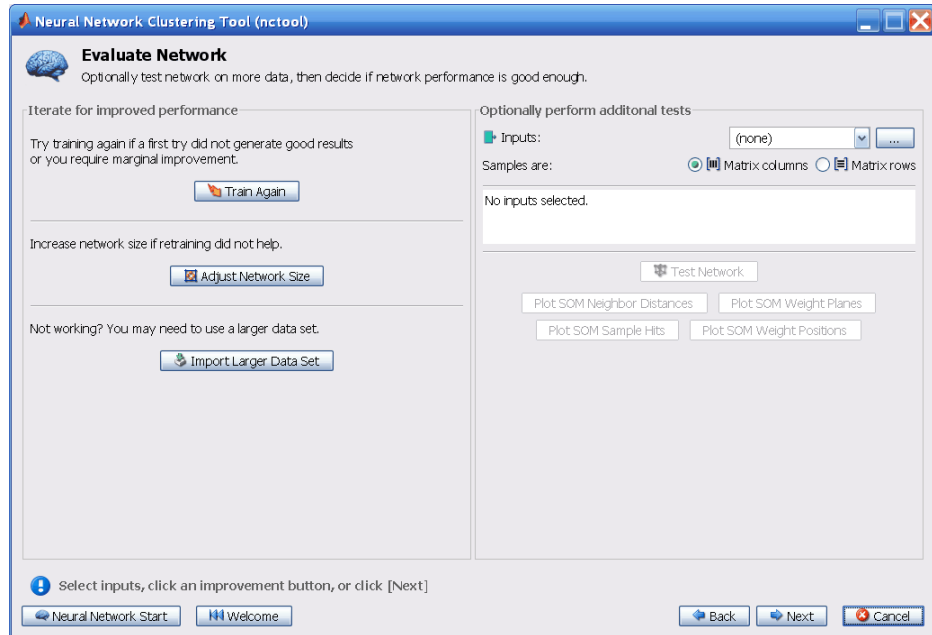 Neural Network Clustering Tool (nctool)
Evaluate Network
Optionally test network on more data, then decide if network performance is good enough.
Iterate for improved performance
Try training again if a first try did not generate good results
or you require marginal improvement.
Train Again
Increase network size if retraining did not help.
Adjust Network Size
Not working? You may need to use a larger data set.
Import Larger Data Set
Optionally perform additonal tests
Inputs: (none) ...
Samples are: Matrix columns Matrix rows
No inputs selected.
Test Network
Plot SOM Neighbor Distances Plot SOM Weight Planes
Plot SOM Sample Hits Plot SOM Weight Positions
Select inputs, click an improvement button, or click [Next]
Neural Network Start Welcome Back Next Cancel